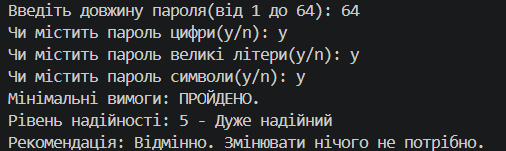 Введіть довжину пароля(від 1 до 64): 64
Чи містить пароль цифри(y/n): y
Чи містить пароль великі літери(y/n): y
Чи містить пароль символи(y/n): y
Мінімальні вимоги: ПРОЙДЕНО.
Рівень надійності: 5 - Дуже надійний
Рекомендація: Відмінно. Змінювати нічого не потрібно.